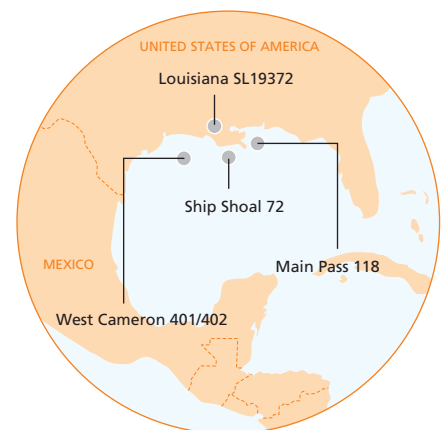 UNITED STATES OF AMERICA
Louisiana SL19372
Ship Shoal 72
MEXICO
Main Pass 118
West Cameron 401/402